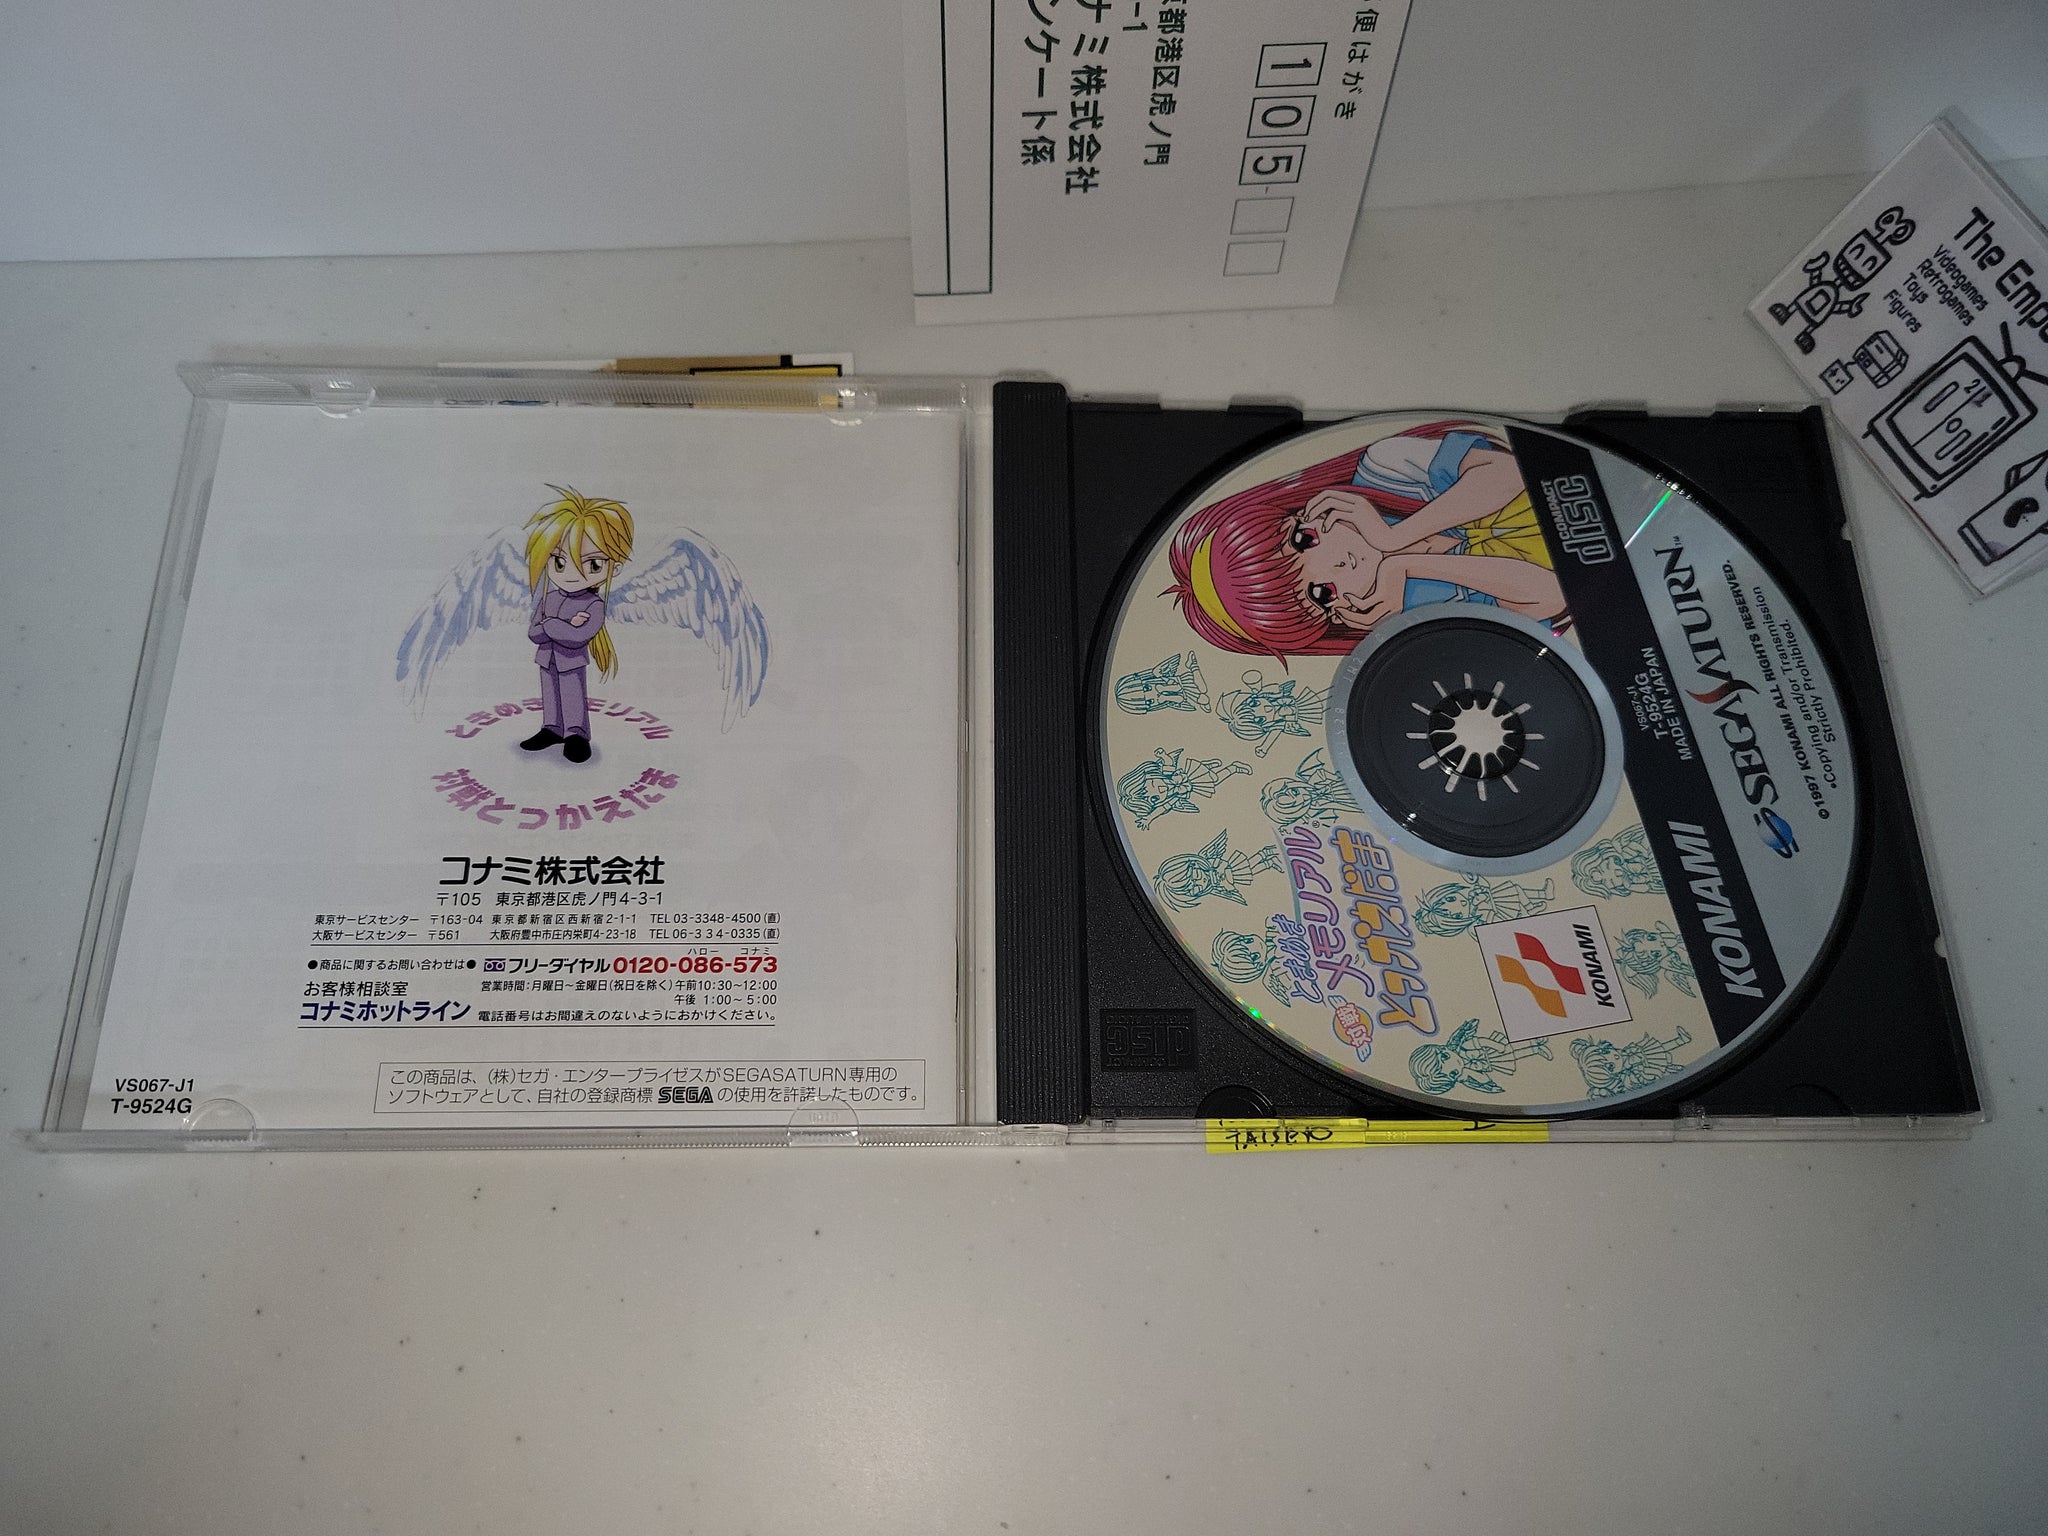 便はがき
105
都港区虎ノ門
-1
ナミ株式会社
ンケート係
The Emp
Videogames
Retrogames
Toys
Figures
ときめきメモリアル
対戦とっかえだま
コナミ株式会社
〒105 東京都港区虎ノ門4-3-1
東京サービスセンター 〒163-04 東京都新宿区西新宿2-1-1 TEL 03-3348-4500(直)
大阪サービスセンター 〒561 大阪府豊中市庄内栄町4-23-18 TEL 06-334-0335(直)
ハロー コナミ
●商品に関するお問い合わせは● フリーダイヤル 0120-086-573
お客様相談室 営業時間:月曜日〜金曜日(祝日を除く)午前10:30〜12:00
午後 1:00〜5:00
コナミホットライン 電話番号はお間違えのないようにおかけください。
この商品は、(株)セガ・エンタープライゼスがSEGASATURN専用の
ソフトウェアとして、自社の登録商標 SEGA の使用を許諾したものです。
VS067-J1
T-9524G
COMPACT
disc
SEGA SATURN™
©1997 KONAMI ALL RIGHTS RESERVED.
●Copying and/or Transmission
Strictly Prohibited.
VS067-J1
T-9524G
MADE IN JAPAN
KONAMI
ときめき
メモリアル®
対戦
とっかえだま
KONAMI
COMPACT
disc
TAISEN